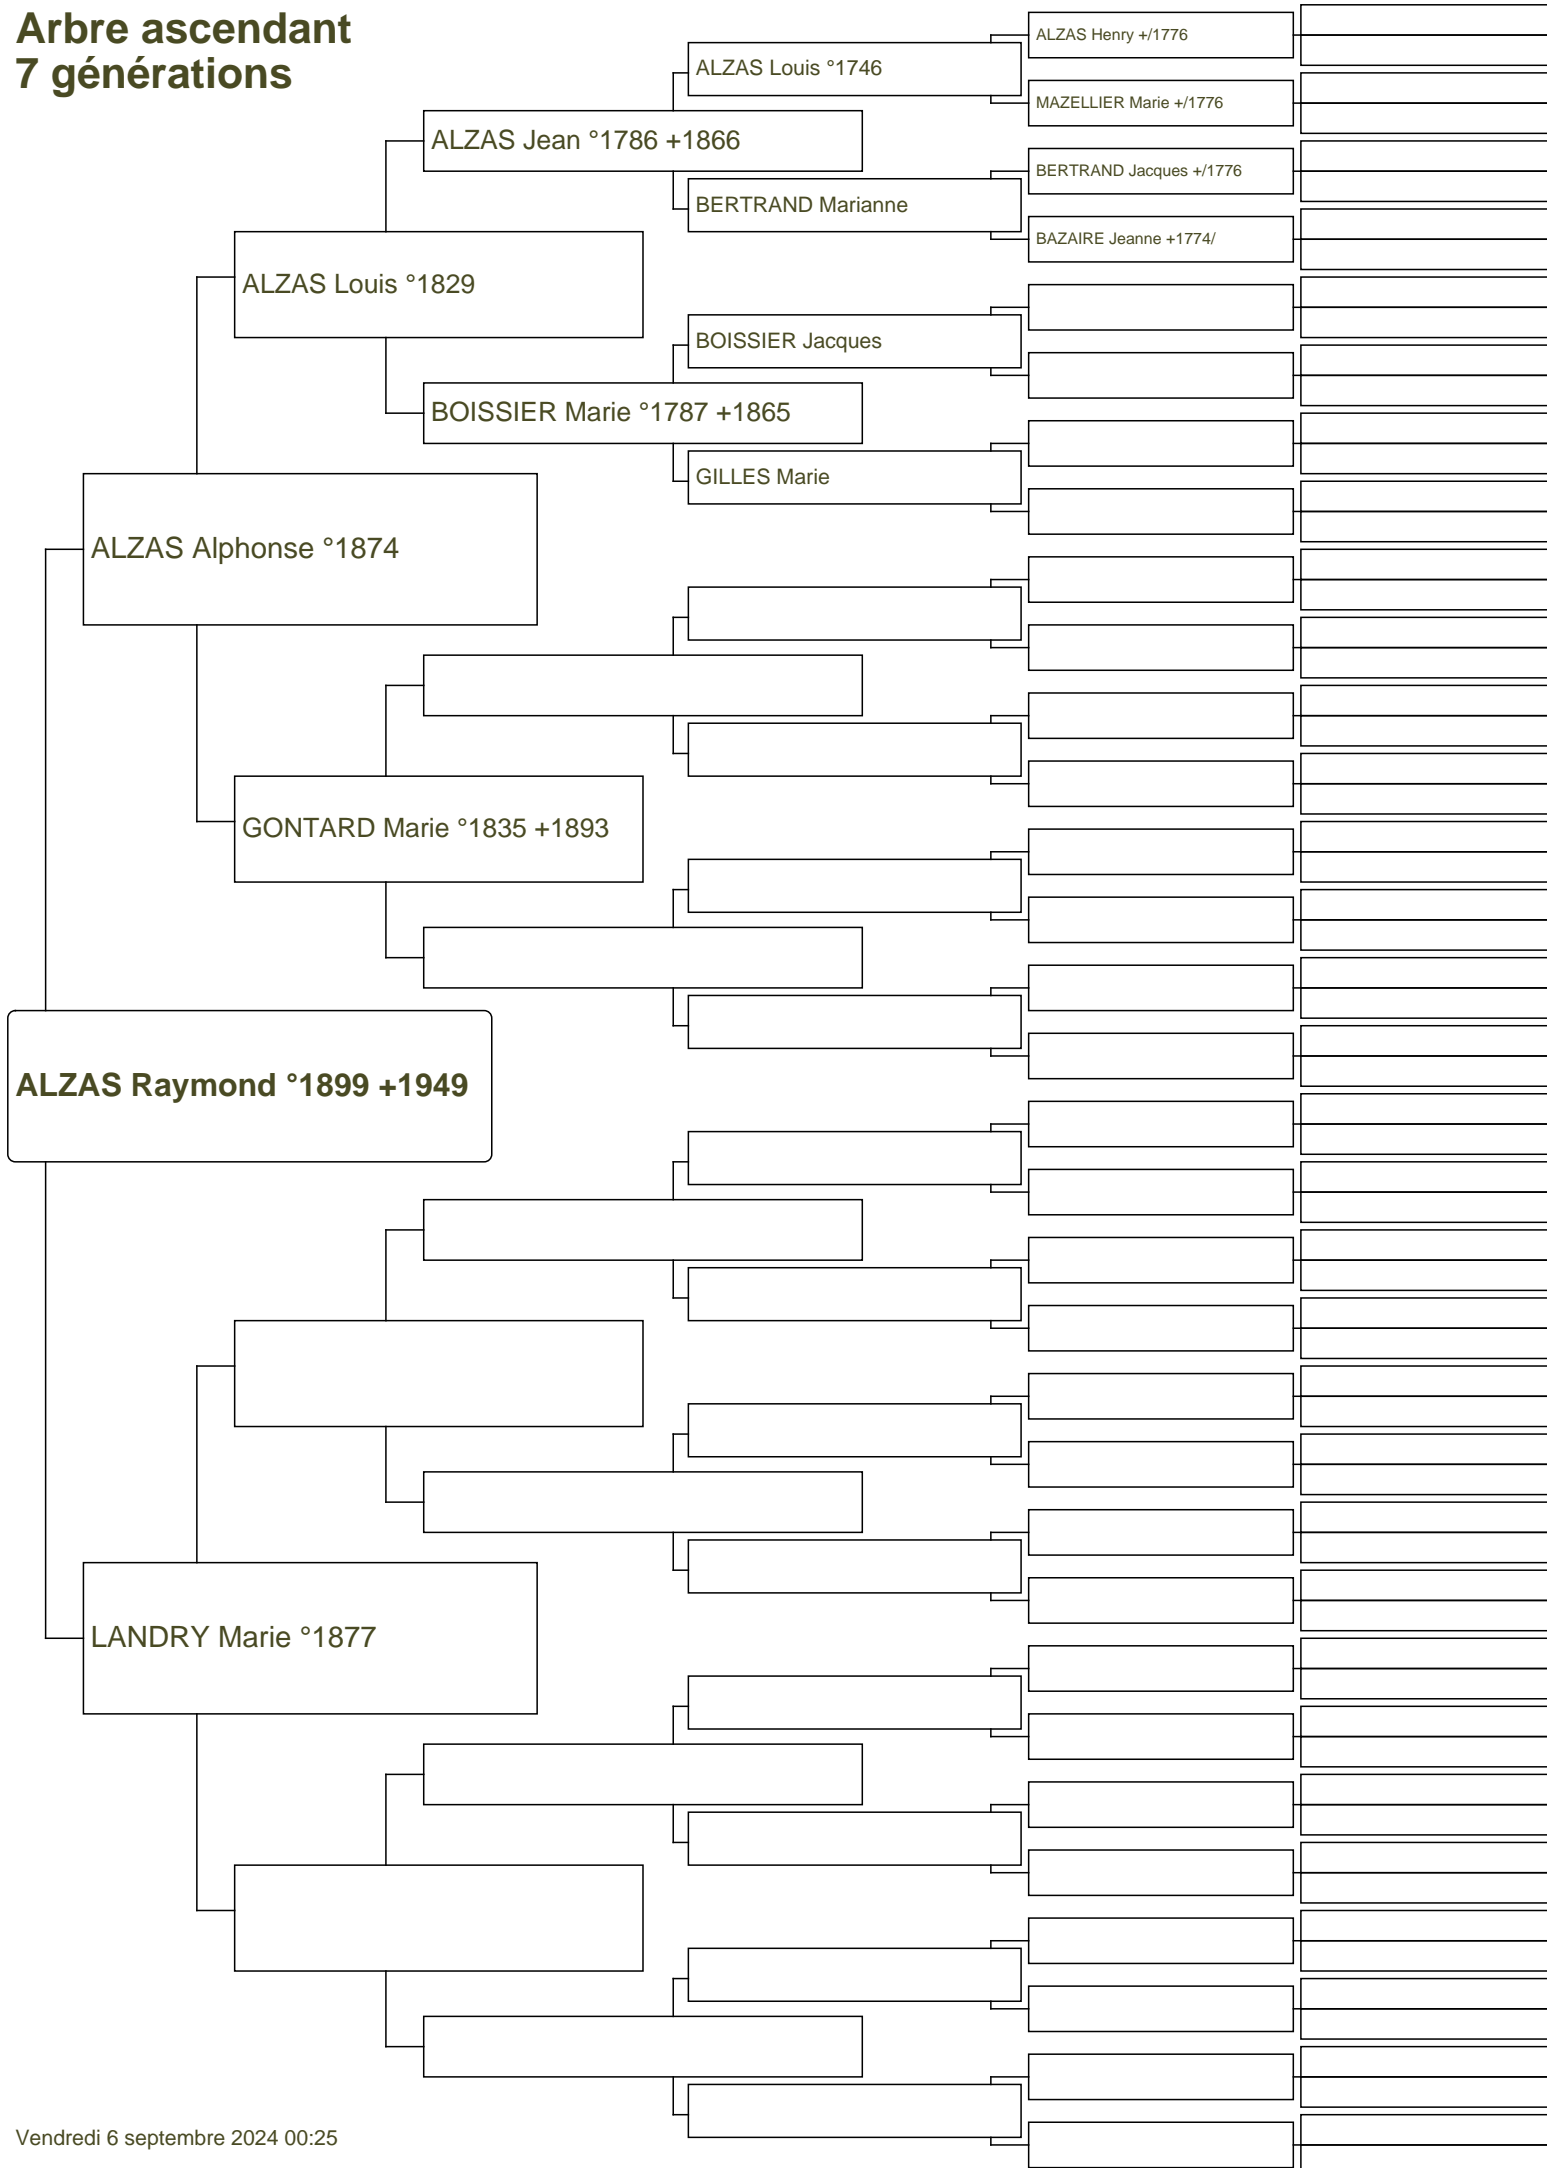 Arbre ascendant
7 générations
ALZAS Henry +/1776
ALZAS Louis °1746
MAZELLIER Marie +/1776
ALZAS Jean °1786 +1866
BERTRAND Jacques +/1776
BERTRAND Marianne
BAZAIRE Jeanne +1774/
ALZAS Louis °1829
BOISSIER Jacques
BOISSIER Marie °1787 +1865
GILLES Marie
ALZAS Alphonse °1874
GONTARD Marie °1835 +1893
ALZAS Raymond °1899 +1949
LANDRY Marie °1877
Vendredi 6 septembre 2024 00:25